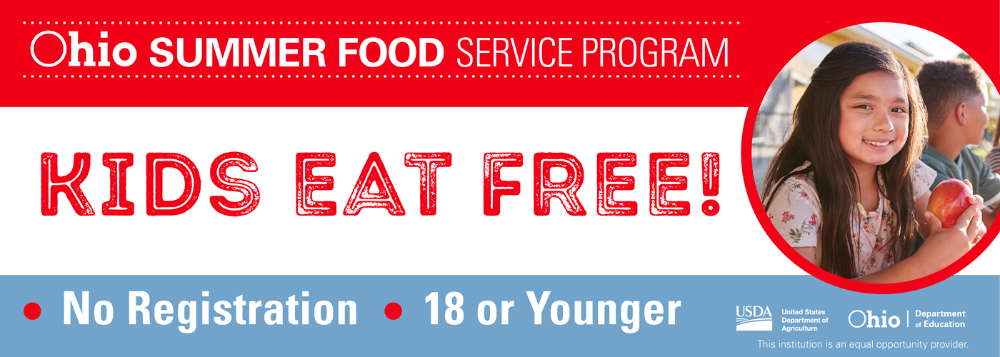 Ohio SUMMER FOOD SERVICE PROGRAM
KIDS EAT FREE!
• No Registration • 18 or Younger
USDA
United States
Department of
Agriculture
Ohio | Department
of Education
This institution is an equal opportunity provider.